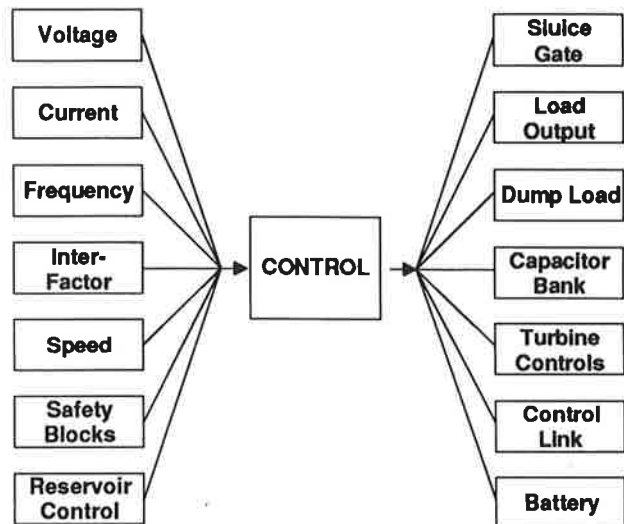 Voltage
Current
Frequency
Inter-
Factor
Speed
Safety
Blocks
Reservoir
Control
CONTROL
Siuice
Gate
Load
Output
Dump Load
Capacitor
Bank
Turbine
Controls
Control
Link
Battery